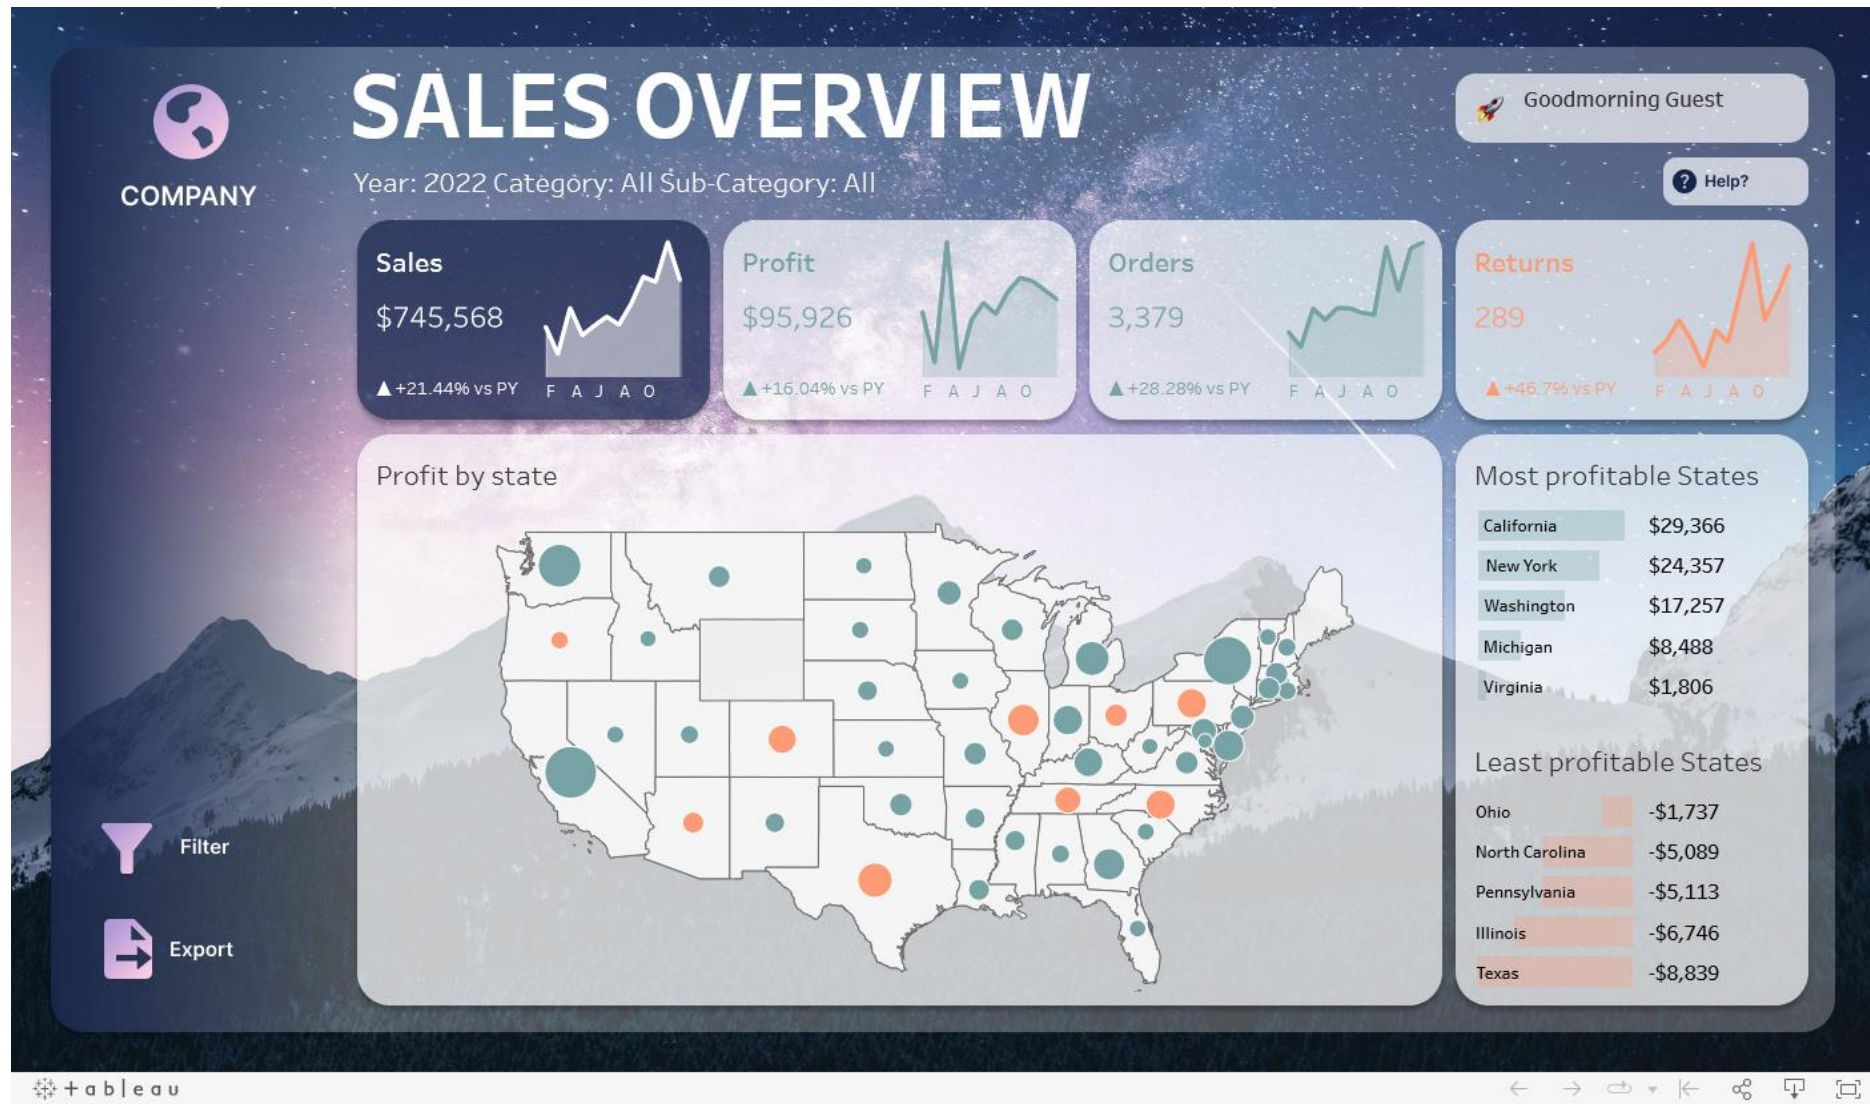 COMPANY
SALES OVERVIEW
Year: 2022 Category: All Sub-Category: All
Goodmorning Guest
? Help?
Sales
$745,568
▲ +21.44% vs PY
F A J A O
Profit
$95,926
▲ +16.04% vs PY
F A J A O
Orders
3,379
▲ +28.28% vs PY
F A J A O
Returns
289
▲ +46.7% vs PY
F A J A O
Profit by state
Most profitable States
California $29,366
New York $24,357
Washington $17,257
Michigan $8,488
Virginia $1,806
Least profitable States
Ohio -$1,737
North Carolina -$5,089
Pennsylvania -$5,113
Illinois -$6,746
Texas -$8,839
Filter
Export
+ableau